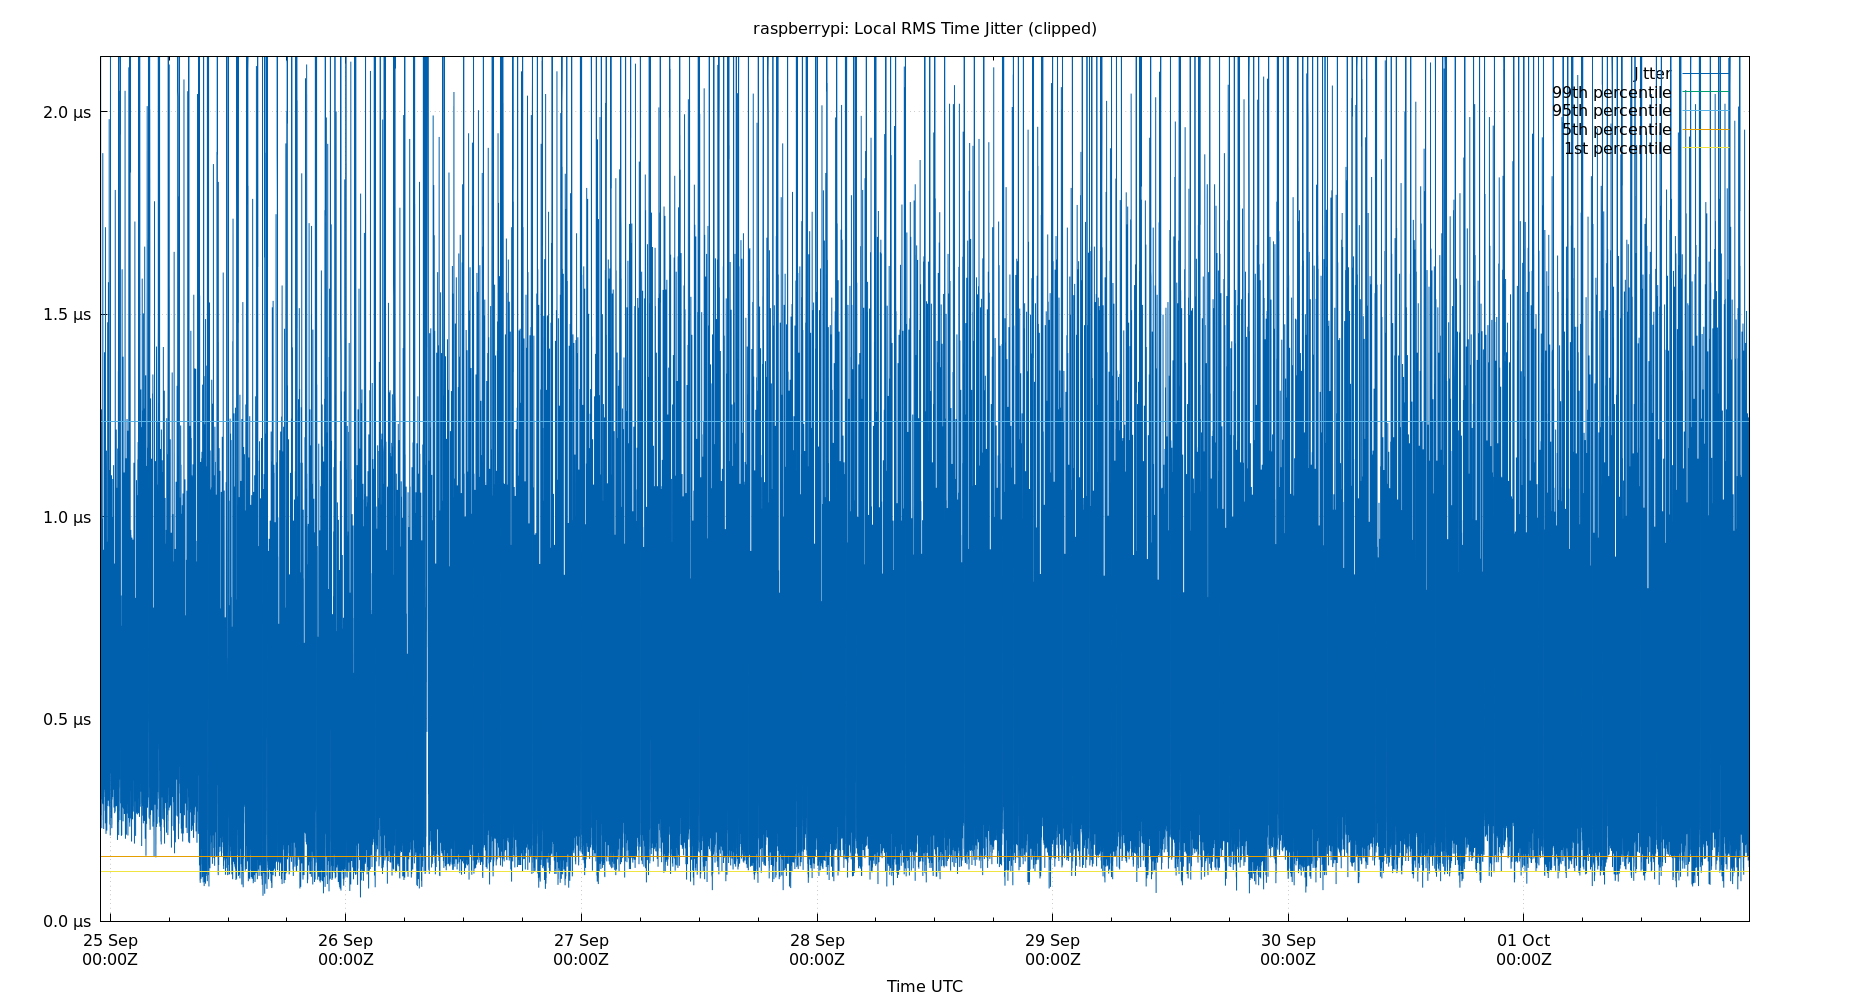 raspberrypi: Local RMS Time Jitter (clipped)
Jitter
99th percentile
95th percentile
5th percentile
1st percentile
2.0 μs
1.5 μs
1.0 μs
0.5 μs
0.0 μs
25 Sep 26 Sep 27 Sep 28 Sep 29 Sep 30 Sep 01 Oct
00:00Z 00:00Z 00:00Z 00:00Z 00:00Z 00:00Z 00:00Z
Time UTC